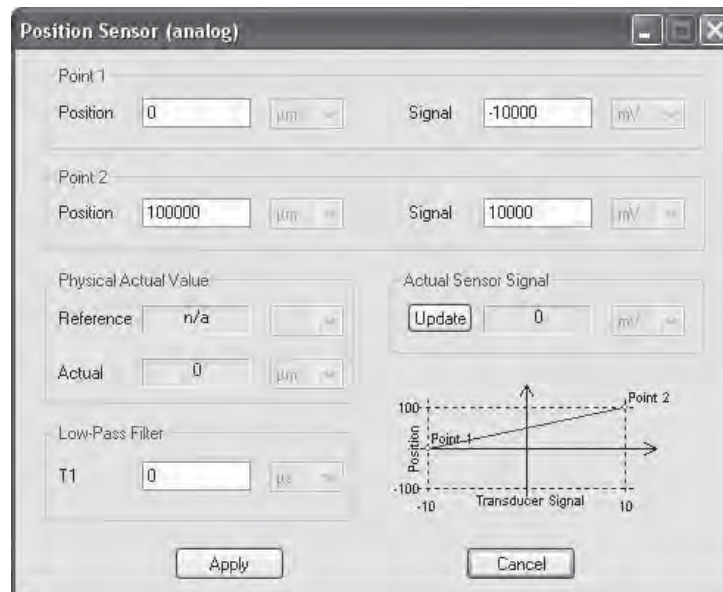 Position Sensor (analog)
Point 1
Position 0 µm Signal -10000 mV
Point 2
Position 100000 µm Signal 10000 mV
Physical Actual Value
Reference n/a
Actual 0 µm
Actual Sensor Signal
Update 0 mV
Low-Pass Filter
T1 0 µs
100
-100
Position
Point 1
Point 2
-10
Transducer Signal
10
Apply
Cancel